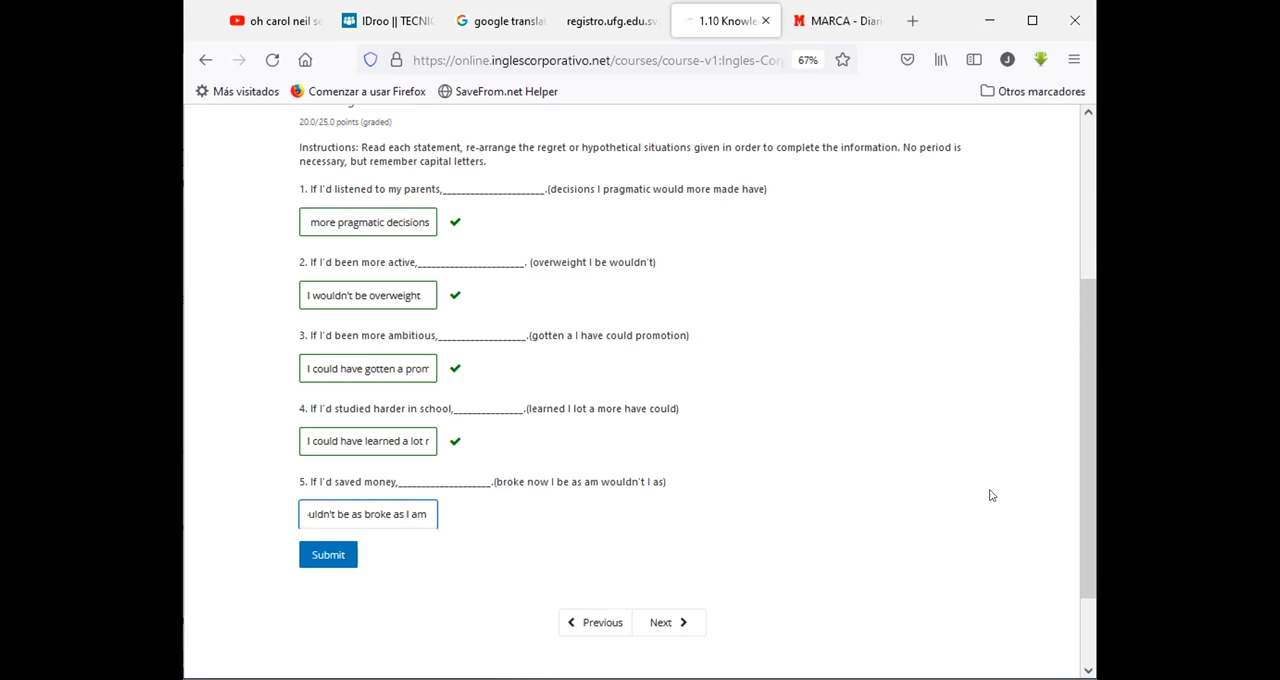 oh carol neil s
IDroo || TECNIC
google transla
registro.ufg.edu.sv
1.10 Knowle
MARCA - Diari
https://online.inglescorporativo.net/courses/course-v1:Ingles-Cor
67%
Más visitados
Comenzar a usar Firefox
SaveFrom.net Helper
Otros marcadores
20.0/25.0 points (graded)
Instructions: Read each statement, re-arrange the regret or hypothetical situations given in order to complete the information. No period is
necessary, but remember capital letters.
1. If I'd listened to my parents,______________________.(decisions I pragmatic would more made have)
more pragmatic decisions
2. If I'd been more active,_______________________. (overweight I be wouldn't)
I wouldn't be overweight
3. If I'd been more ambitious,___________________.(gotten a I have could promotion)
I could have gotten a prom
4. If I'd studied harder in school,_______________.(learned I lot a more have could)
I could have learned a lot r
5. If I'd saved money,____________________.(broke now I be as am wouldn't I as)
uldn't be as broke as I am
Submit
Previous
Next